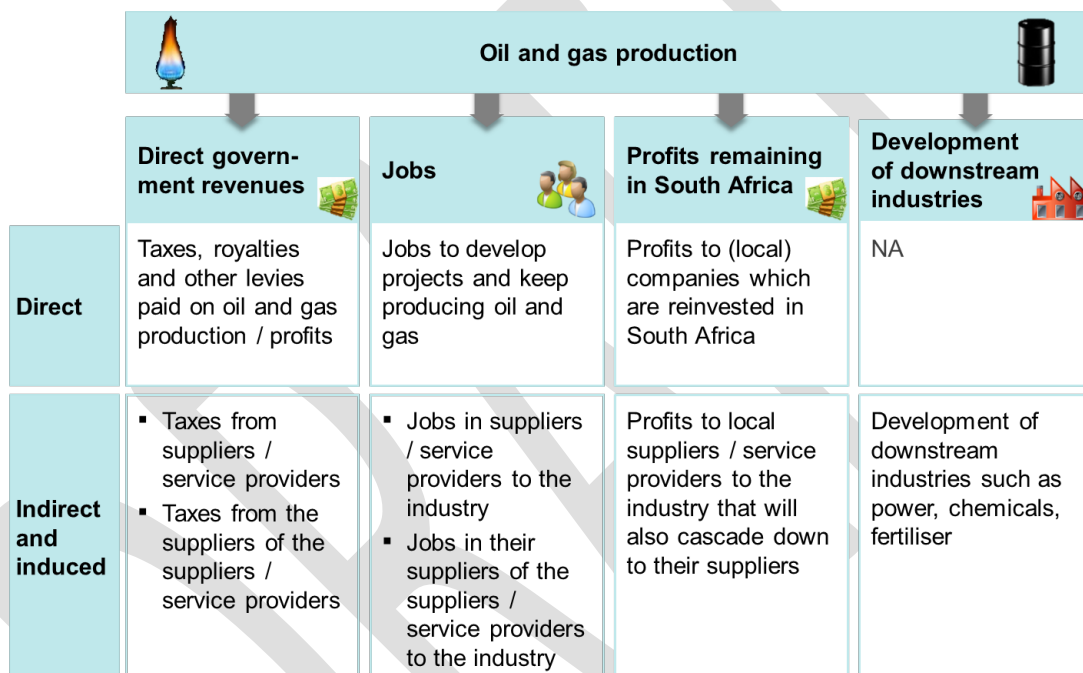 Oil and gas production
Direct govern-
ment revenues
Jobs
Profits remaining
in South Africa
Development
of downstream
industries
Direct
Taxes, royalties
and other levies
paid on oil and gas
production / profits
Jobs to develop
projects and keep
producing oil and
gas
Profits to (local)
companies which
are reinvested in
South Africa
NA
Indirect
and
induced
▪ Taxes from
suppliers /
service providers
▪ Taxes from the
suppliers of the
suppliers /
service providers
▪ Jobs in suppliers
/ service
providers to the
industry
▪ Jobs in their
suppliers of the
suppliers /
service providers
to the industry
Profits to local
suppliers / service
providers to the
industry that will
also cascade down
to their suppliers
Development of
downstream
industries such as
power, chemicals,
fertiliser